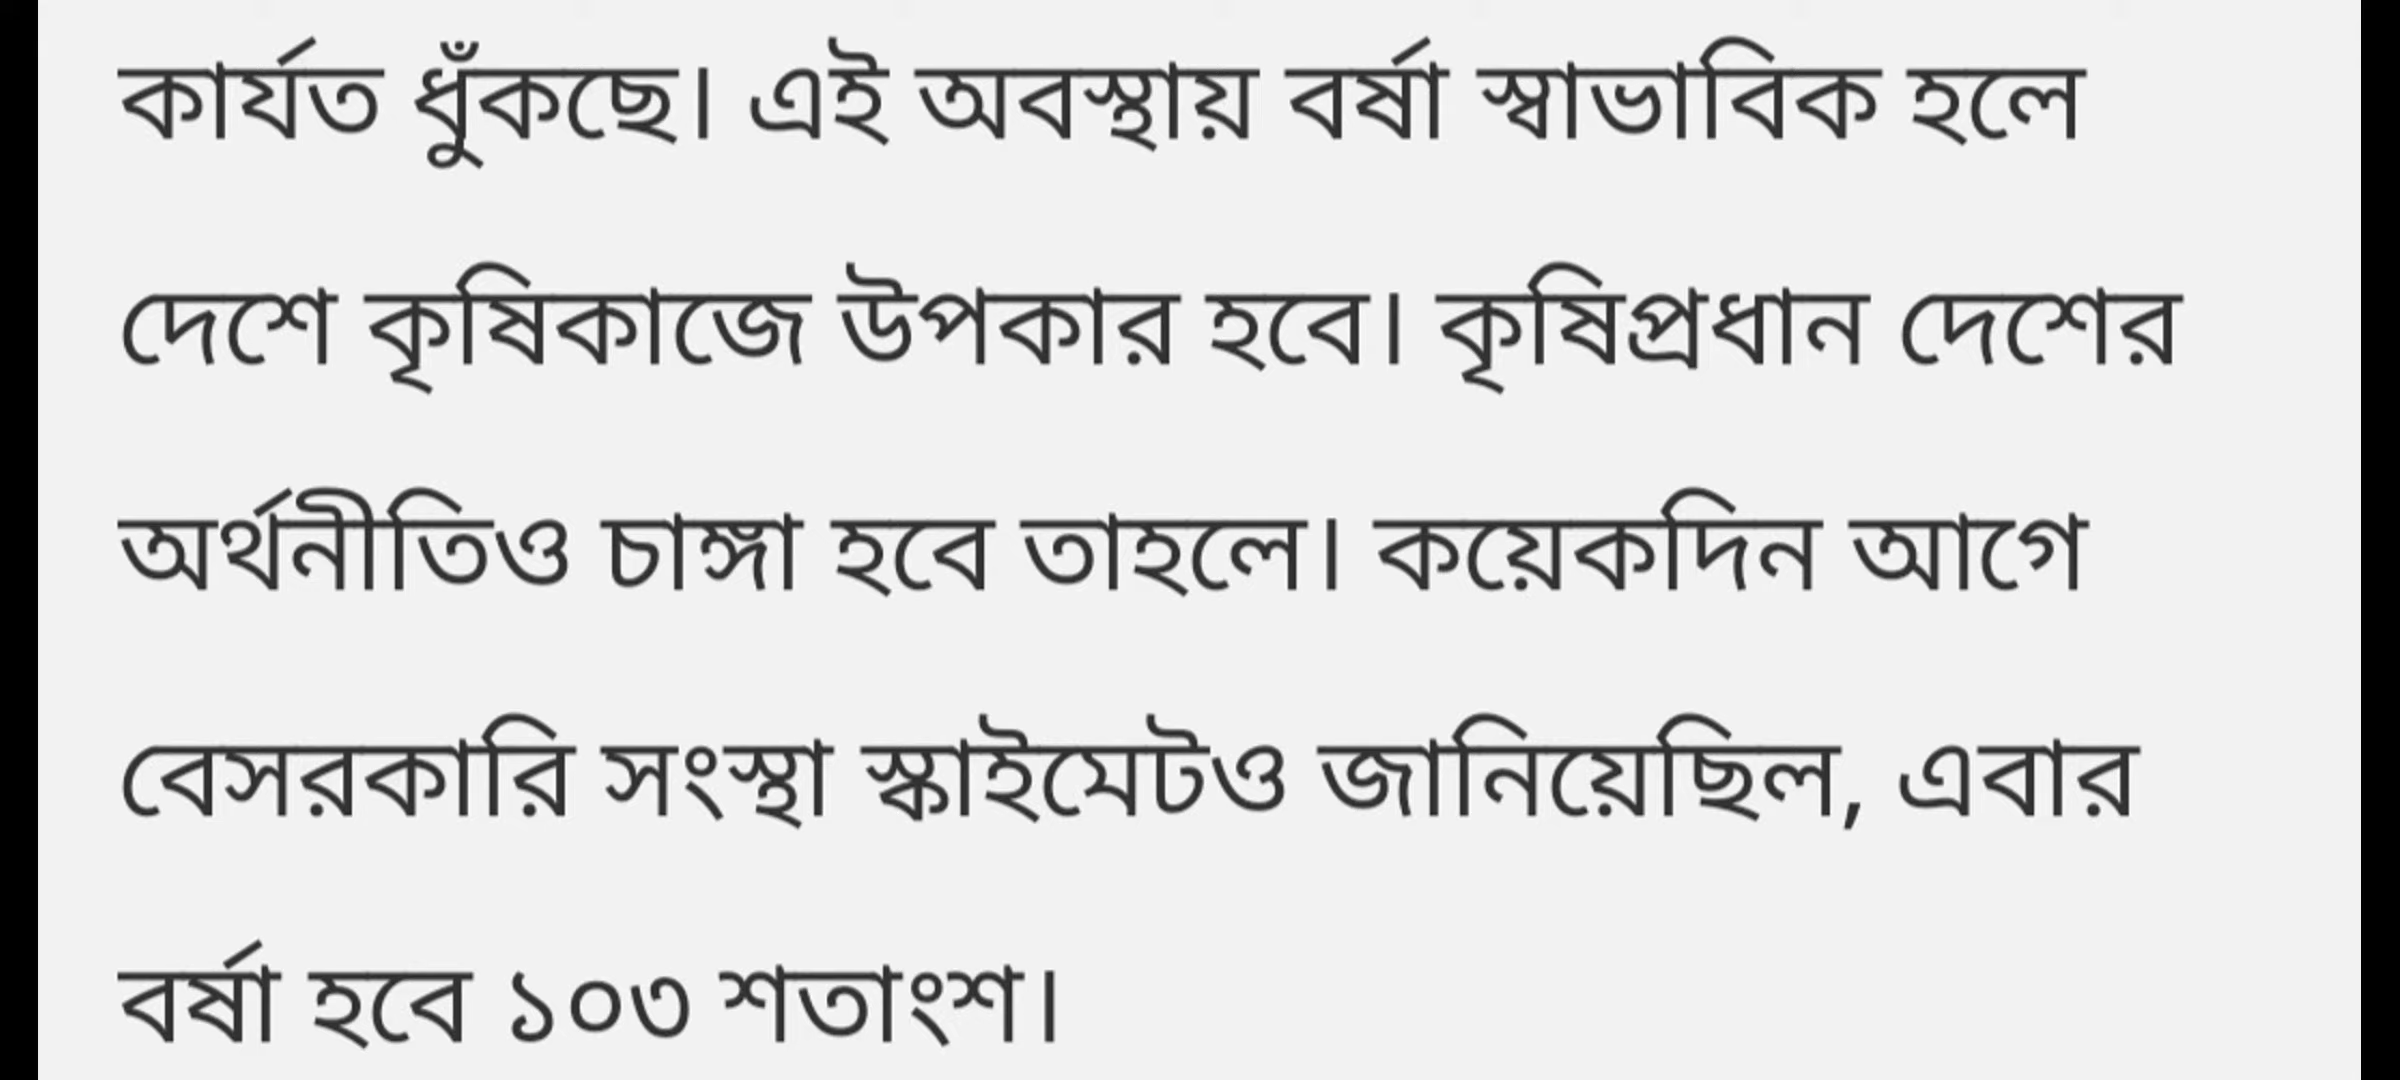 কার্যত ধুঁকছে। এই অবস্থায় বর্ষা স্বাভাবিক হলে
দেশে কৃষিকাজে উপকার হবে। কৃষিপ্রধান দেশের
অর্থনীতিও চাঙ্গা হবে তাহলে। কয়েকদিন আগে
বেসরকারি সংস্থা স্কাইমেটও জানিয়েছিল, এবার
বর্ষা হবে ১০৩ শতাংশ।